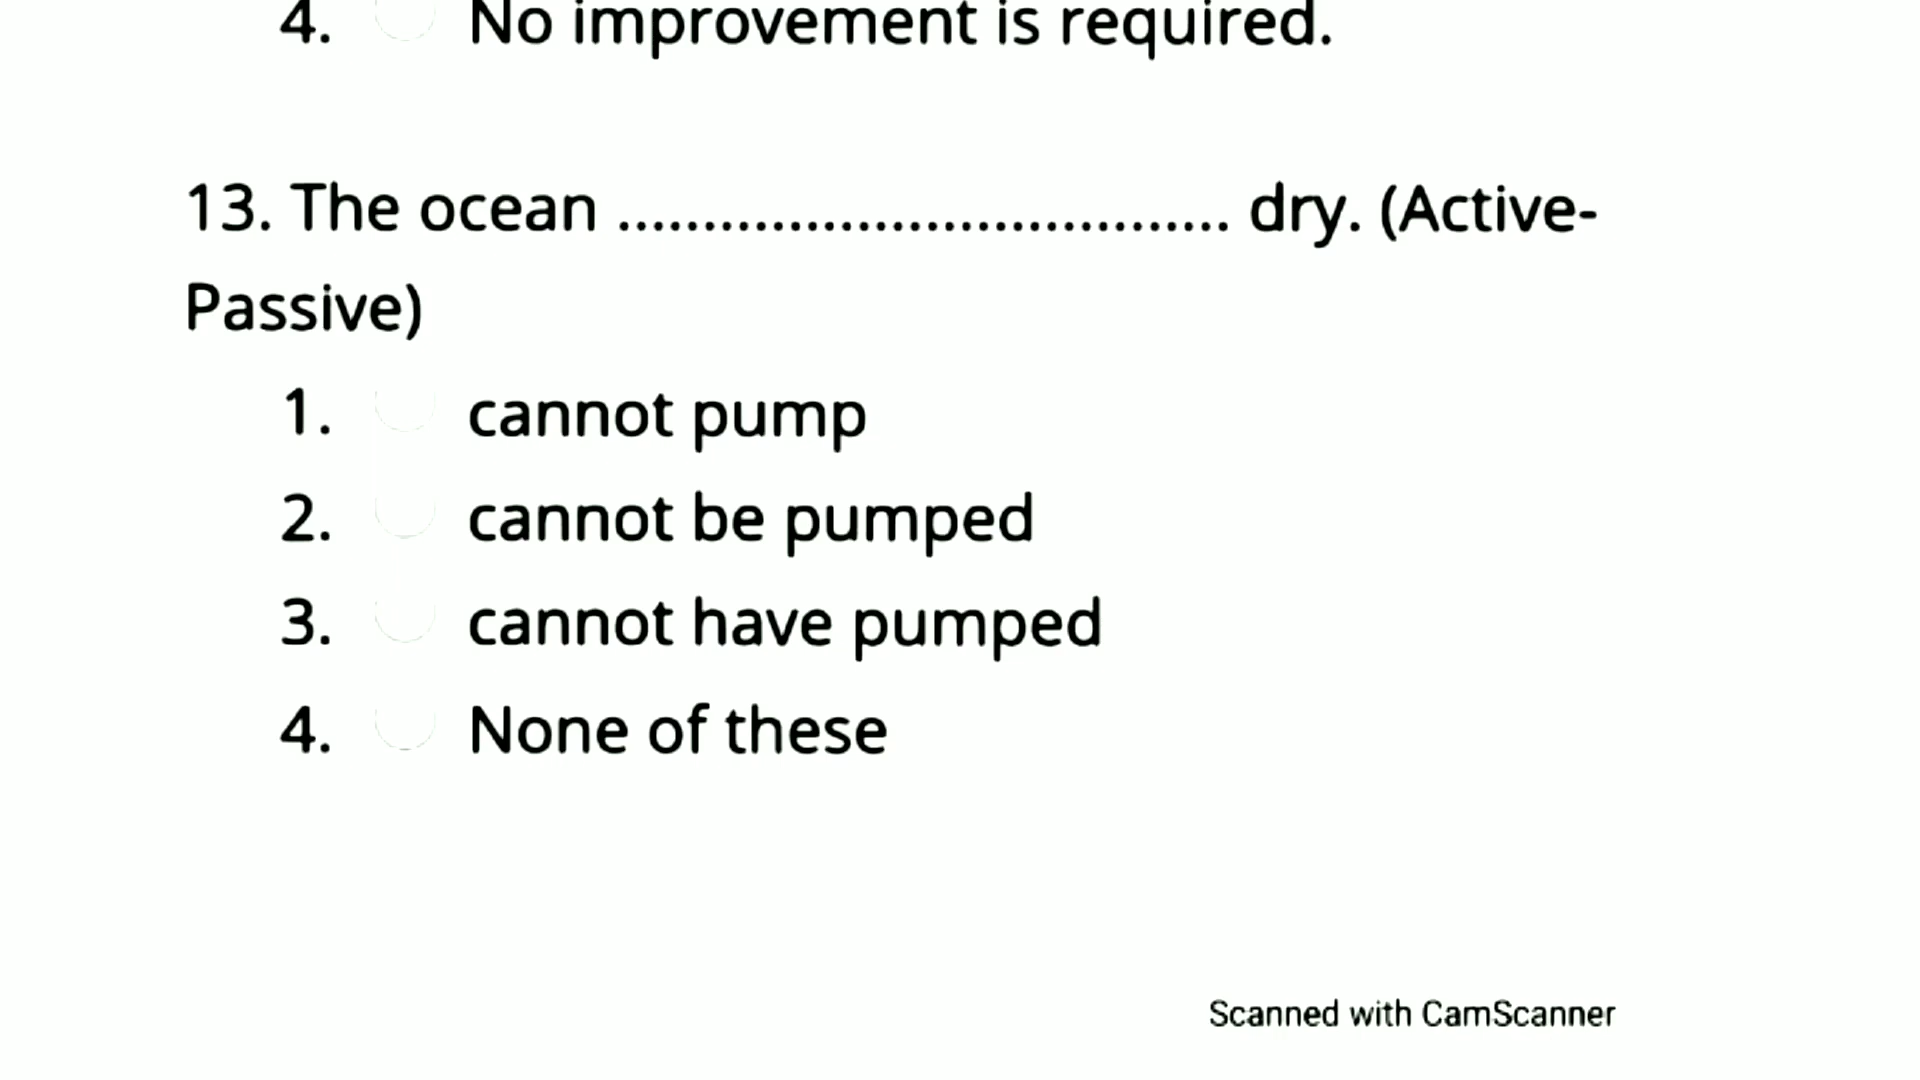 4. No improvement is required.
13. The ocean .................................... dry. (Active-
Passive)
1. cannot pump
2. cannot be pumped
3. cannot have pumped
4. None of these
Scanned with CamScanner